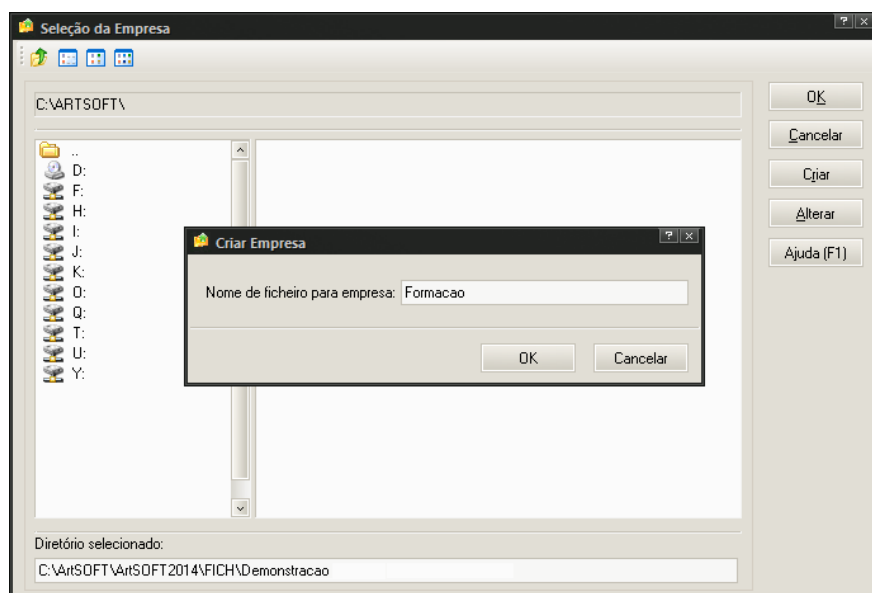 Seleção da Empresa
C:\ARTSOFT\
OK
Cancelar
Criar
Alterar
Ajuda (F1)
..
D:
F:
H:
I:
J:
K:
O:
Q:
T:
U:
Y:
Criar Empresa
Nome de ficheiro para empresa: Formacao
OK Cancelar
Diretório selecionado:
C:\ArtSOFT\ArtSOFT2014\FICH\Demonstracao